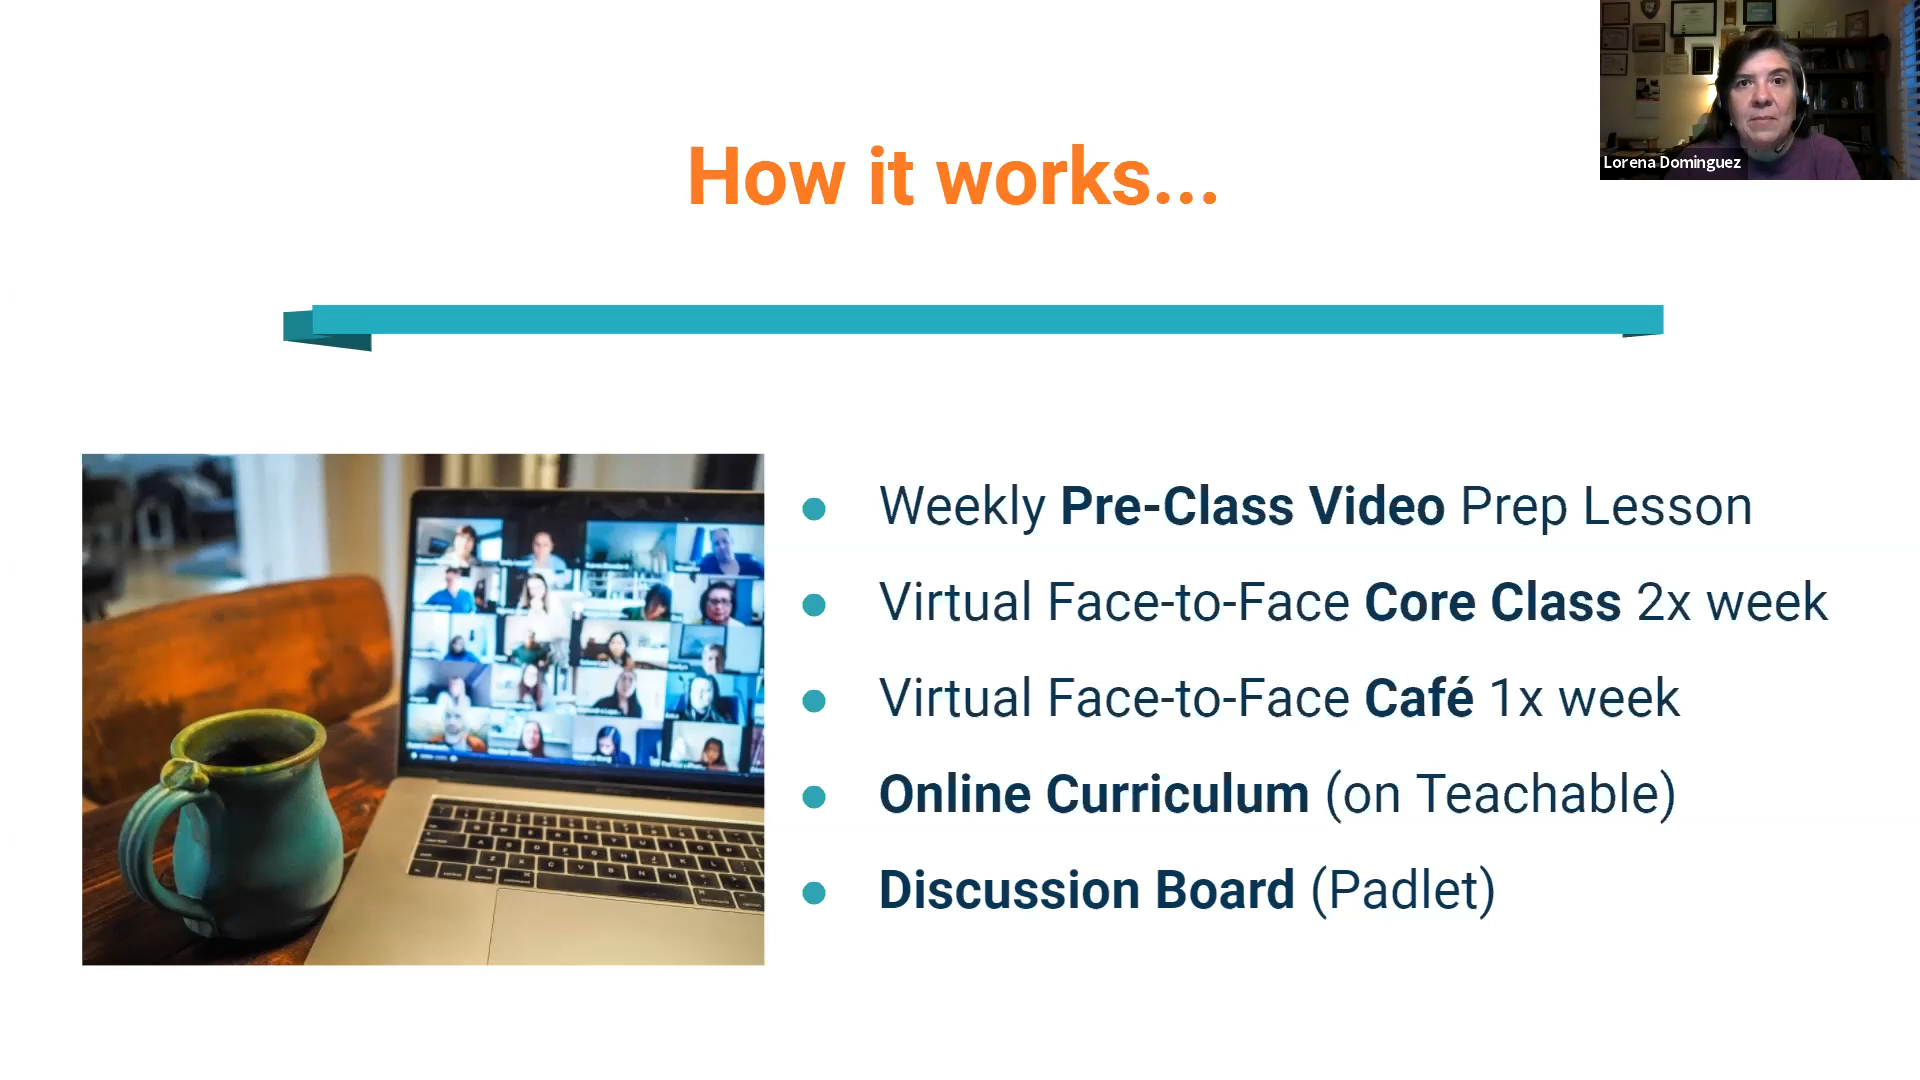 Lorena Dominguez
How it works...
Weekly Pre-Class Video Prep Lesson
Virtual Face-to-Face Core Class 2x week
Virtual Face-to-Face Café 1x week
Online Curriculum (on Teachable)
Discussion Board (Padlet)